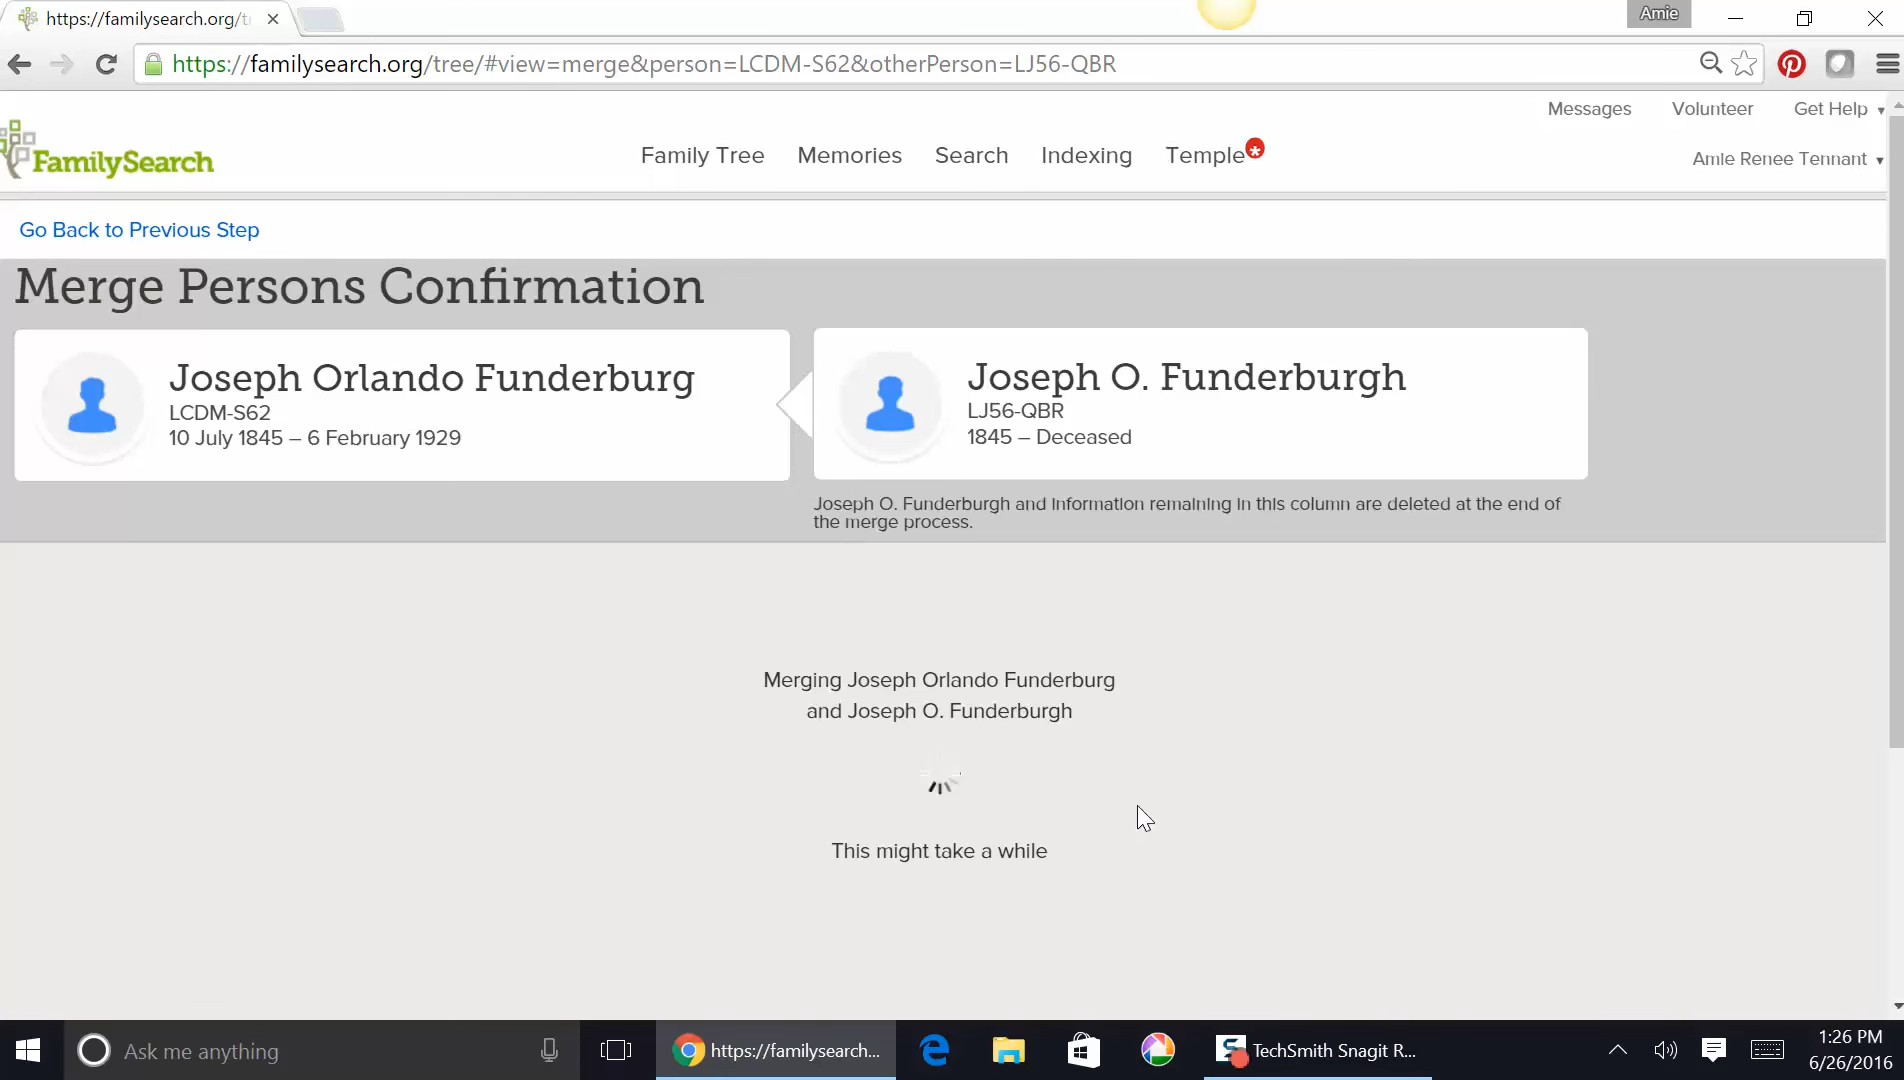 https://familysearch.org/tr
Amie
https://familysearch.org/tree/#view=merge&person=LCDM-S62&otherPerson=LJ56-QBR
Messages
Volunteer
Get Help
FamilySearch
Family Tree
Memories
Search
Indexing
Temple
Amie Renee Tennant
Go Back to Previous Step
Merge Persons Confirmation
Joseph Orlando Funderburg
LCDM-S62
10 July 1845 – 6 February 1929
Joseph O. Funderburgh
LJ56-QBR
1845 – Deceased
Joseph O. Funderburgh and information remaining in this column are deleted at the end of
the merge process.
Merging Joseph Orlando Funderburg
and Joseph O. Funderburgh
This might take a while
Ask me anything
https://familysearch...
TechSmith Snagit R...
1:26 PM
6/26/2016